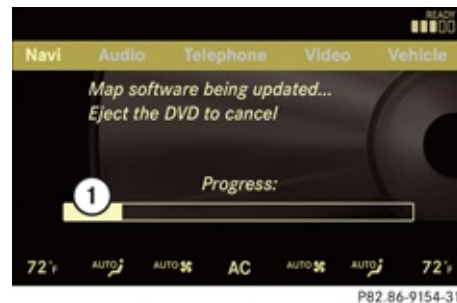 READY
Navi Audio Telephone Video Vehicle
Map software being updated...
Eject the DVD to cancel
1
Progress:
72°F AUTO AUTO AC AUTO AUTO 72°F
P82.86-9154-31